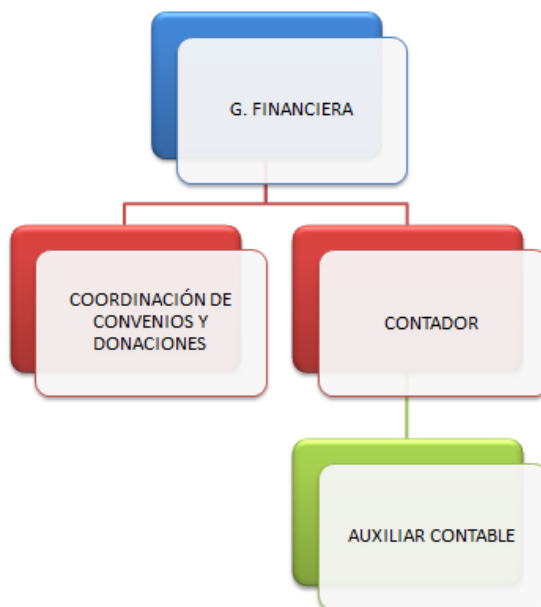 G. FINANCIERA
COORDINACIÓN DE
CONVENIOS Y
DONACIONES
CONTADOR
AUXILIAR CONTABLE